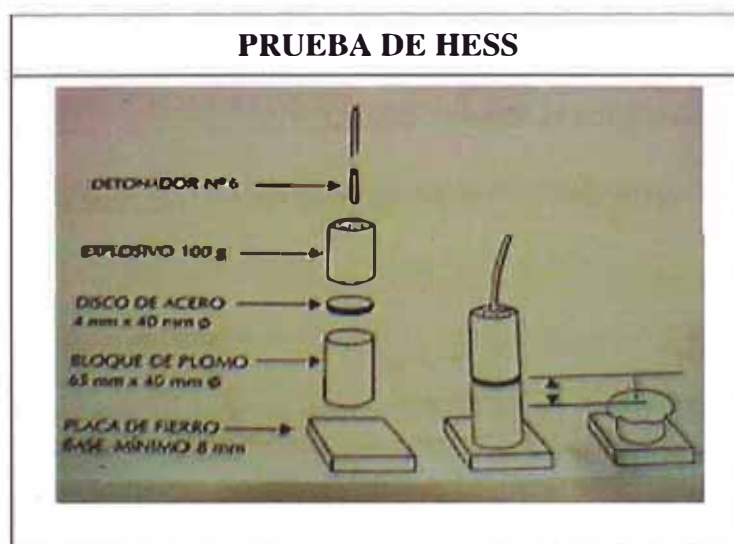 PRUEBA DE HESS
DETONADOR Nº 6
EXPLOSIVO 100 g
DISCO DE ACERO
4 mm x 40 mm ϕ
BLOQUE DE PLOMO
65 mm x 40 mm ϕ
PLACA DE FIERRO
BASE. MÍNIMO 8 mm